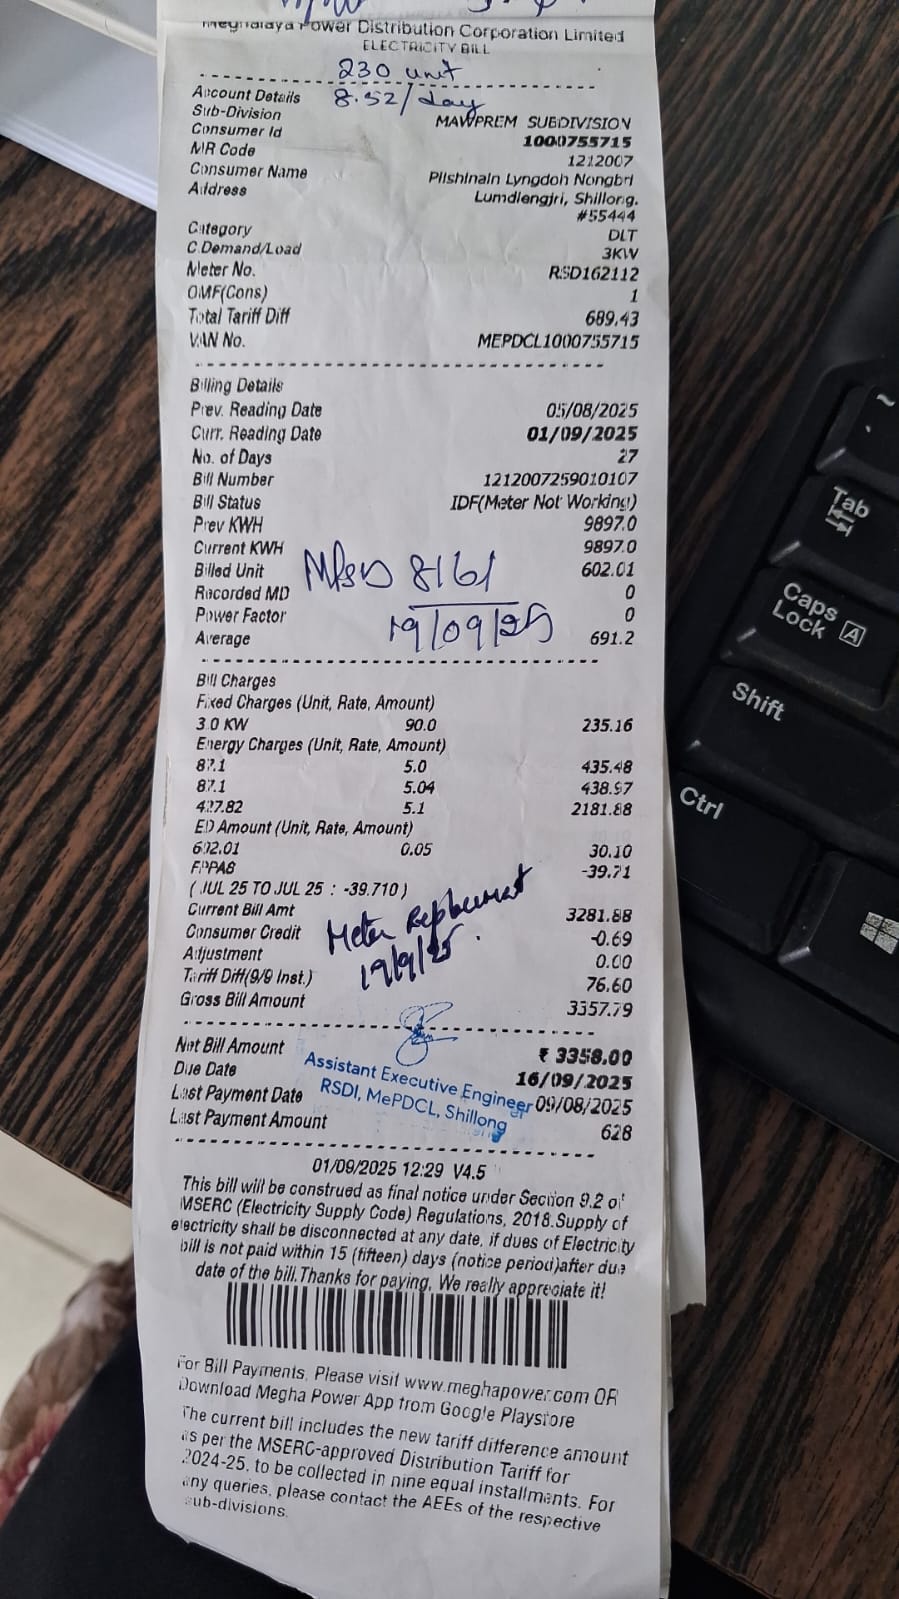 Meghalaya Power Distribution Corporation Limited
ELECTRICITY BILL
230 unit
8.52/day
Account Details
Sub-Division MAWPREM SUBDIVISION
Consumer Id 1000755715
MR Code 1212007
Consumer Name Pilshinain Lyngdoh Nongbri
Address Lumdiengjri, Shillong.
#55444
Category DLT
C.Demand/Load 3KW
Meter No. RSD162112
OMF(Cons) 1
Total Tariff Diff 689.43
VAN No. MEPDCL1000755715
Billing Details
Prev. Reading Date 05/08/2025
Curr. Reading Date 01/09/2025
No. of Days 27
Bill Number 1212007259010107
Bill Status IDF(Meter Not Working)
Prev KWH 9897.0
Current KWH 9897.0
Billed Unit 602.01
8161
Recorded MD 0
Power Factor 0
19/09/25
Average 691.2
Bill Charges
Fixed Charges (Unit, Rate, Amount)
3.0 KW 90.0 235.16
Energy Charges (Unit, Rate, Amount)
87.1 5.0 435.48
87.1 5.04 438.97
427.82 5.1 2181.88
ED Amount (Unit, Rate, Amount)
602.01 0.05 30.10
FPPAS -39.71
( JUL 25 TO JUL 25 : -39.710 )
Current Bill Amt 3281.88
Consumer Credit -0.69
Meter Replacement
19/9/25.
Adjustment 0.00
Tariff Diff(9/9 Inst.) 76.60
Gross Bill Amount 3357.79
Net Bill Amount ₹ 3358.00
Due Date 16/09/2025
Assistant Executive Engineer
RSDI, MePDCL, Shillong
Last Payment Date 09/08/2025
Last Payment Amount 628
01/09/2025 12:29 V4.5
This bill will be construed as final notice under Section 9.2 of
MSERC (Electricity Supply Code) Regulations, 2018.Supply of
electricity shall be disconnected at any date, if dues of Electricity
bill is not paid within 15 (fifteen) days (notice period)after due
date of the bill.Thanks for paying, We really appreciate it!
For Bill Payments, Please visit www.meghapower.com OR
Download Megha Power App from Google Playstore
The current bill includes the new tariff difference amount
as per the MSERC-approved Distribution Tariff for
2024-25, to be collected in nine equal installments. For
any queries, please contact the AEEs of the respective
sub-divisions.
~
Tab
Caps
Lock A
Shift
Ctrl